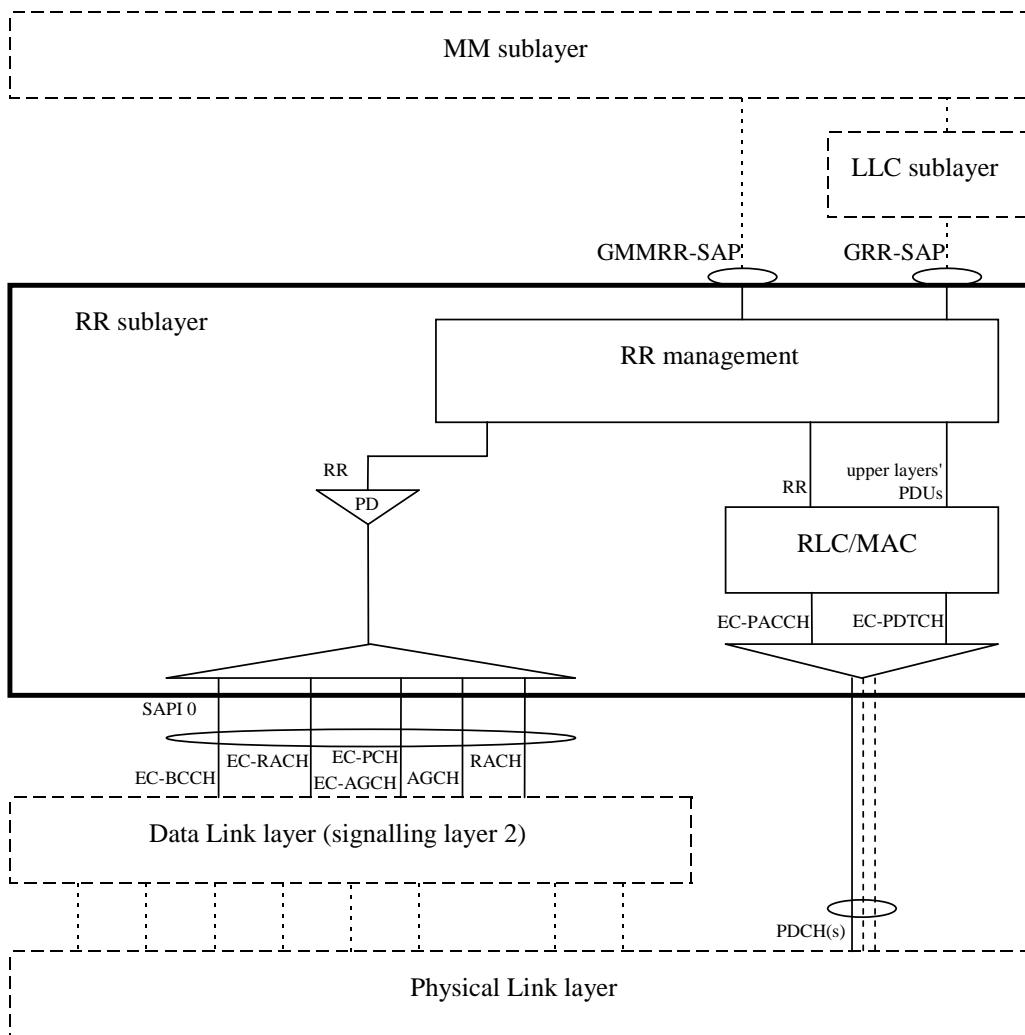 MM sublayer
LLC sublayer
GMMRR-SAP
GRR-SAP
RR sublayer
RR management
RR
PD
RR
upper layers'
PDUs
RLC/MAC
EC-PACCH
EC-PDTCH
SAPI 0
EC-BCCH
EC-RACH
EC-PCH
EC-AGCH
AGCH
RACH
Data Link layer (signalling layer 2)
PDCH(s)
Physical Link layer